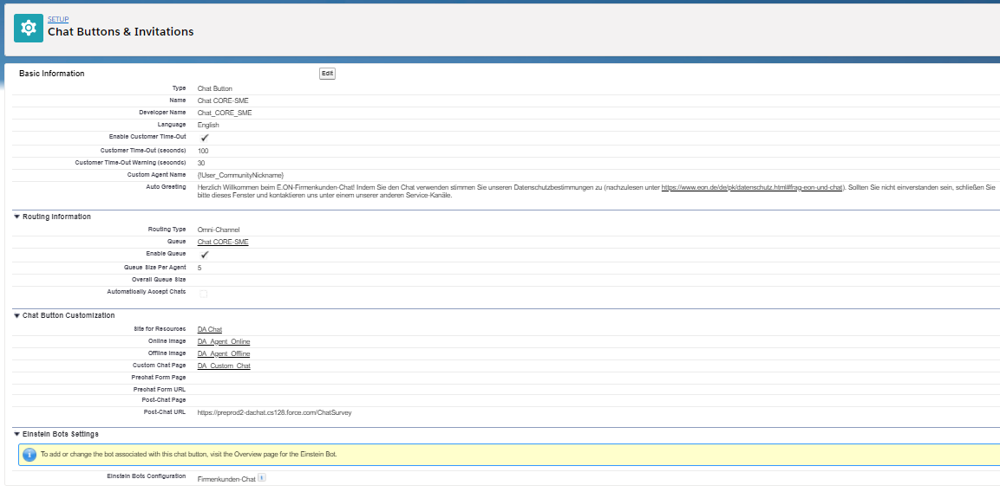 SETUP
Chat Buttons & Invitations
Basic Information Edit
Type Chat Button
Name Chat CORE-SME
Developer Name Chat_CORE_SME
Language English
Enable Customer Time-Out ✓
Customer Time-Out (seconds) 100
Customer Time-Out Warning (seconds) 30
Custom Agent Name {!User_CommunityNickname}
Auto Greeting Herzlich Willkommen beim E.ON-Firmenkunden-Chat! Indem Sie den Chat verwenden stimmen Sie unseren Datenschutzbestimmungen zu (nachzulesen unter https://www.eon.de/de/pk/datenschutz.html#frag-eon-und-chat). Sollten Sie nicht einverstanden sein, schließen Sie
bitte dieses Fenster und kontaktieren uns unter einem unserer anderen Service-Kanäle.
Routing Information
Routing Type Omni-Channel
Queue Chat CORE-SME
Enable Queue ✓
Queue Size Per Agent 5
Overall Queue Size
Automatically Accept Chats
Chat Button Customization
Site for Resources DA Chat
Online Image DA_Agent_Online
Offline Image DA_Agent_Offline
Custom Chat Page DA_Custom_Chat
Prechat Form Page
Prechat Form URL
Post-Chat Page
Post-Chat URL https://preprod2-dachat.cs128.force.com/ChatSurvey
Einstein Bots Settings
To add or change the bot associated with this chat button, visit the Overview page for the Einstein Bot.
Einstein Bots Configuration Firmenkunden-Chat i